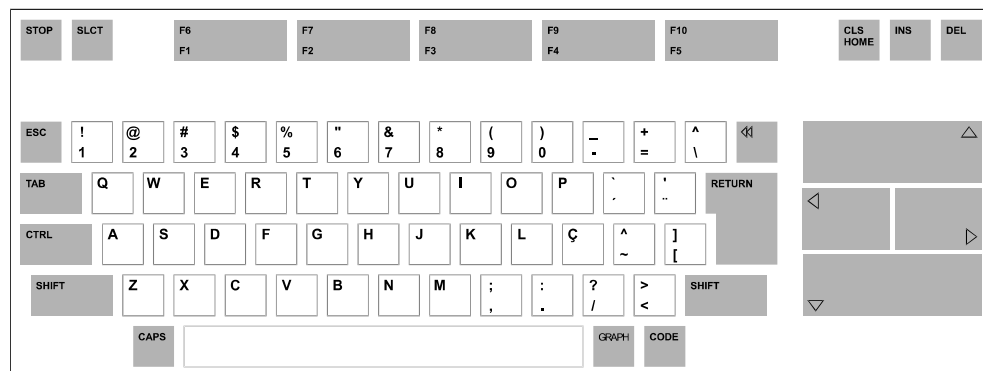 STOP SLCT F6 F7 F8 F9 F10 CLS INS DEL
F1 F2 F3 F4 F5 HOME
ESC ! @ # $ % " & * ( ) _ + ^
1 2 3 4 5 6 7 8 9 0 - = \
TAB Q W E R T Y U I O P ` ' RETURN
´ ¨
CTRL A S D F G H J K L Ç ^ ]
~ [
SHIFT Z X C V B N M ; : ? > SHIFT
, . / <
CAPS GRAPH CODE